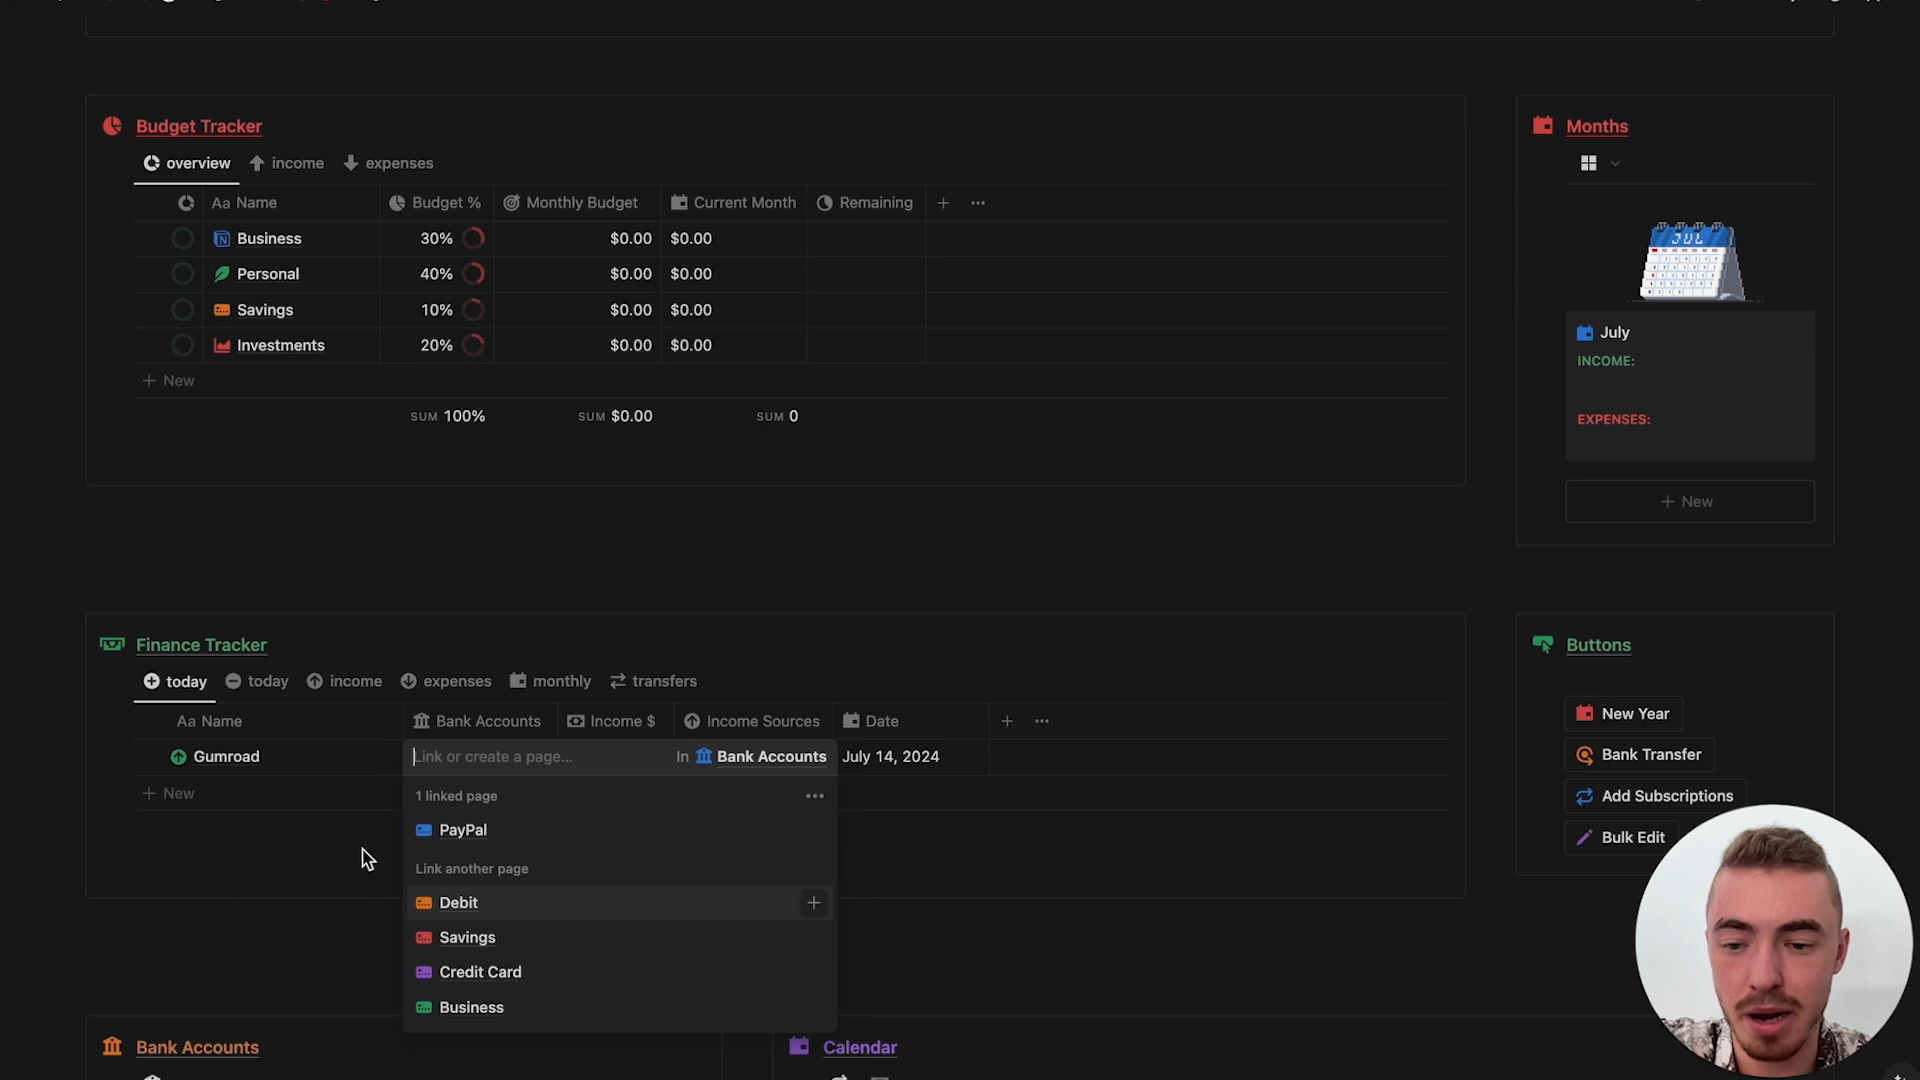 Budget Tracker
overview income expenses
Aa Name Budget % Monthly Budget Current Month Remaining
Business 30% $0.00 $0.00
Personal 40% $0.00 $0.00
Savings 10% $0.00 $0.00
Investments 20% $0.00 $0.00
+ New
SUM 100% SUM $0.00 SUM 0
Months
JUL
July
INCOME:
EXPENSES:
+ New
Finance Tracker
today today income expenses monthly transfers
Aa Name Bank Accounts Income $ Income Sources Date
Gumroad Link or create a page... In Bank Accounts July 14, 2024
+ New
1 linked page
PayPal
Link another page
Debit
Savings
Credit Card
Business
Buttons
New Year
Bank Transfer
Add Subscriptions
Bulk Edit
Bank Accounts
Calendar